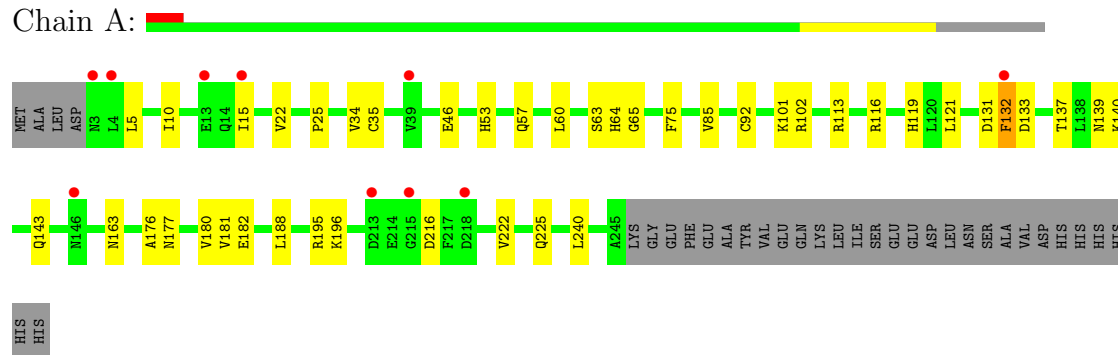 Chain A:
MET ALA LEU ASP N3 L4 L5 I10 E13 Q14 I15 V22 P25 V34 C35 V39 E46 H53 Q57 L60 S63 H64 G65 F75 V85 C92 K101 R102 R113 R116 H119 L120 L121 D131 F132 D133 T137 L138 N139 K140
Q143 N146 N163 A176 N177 V180 V181 E182 L188 R195 K196 D213 E214 G215 D216 F217 D218 V222 Q225 L240 A245 LYS GLY GLU PHE GLU ALA TYR VAL GLU GLN LYS LEU ILE SER GLU GLU ASP LEU ASN SER ALA VAL ASP HIS HIS HIS HIS
HIS HIS